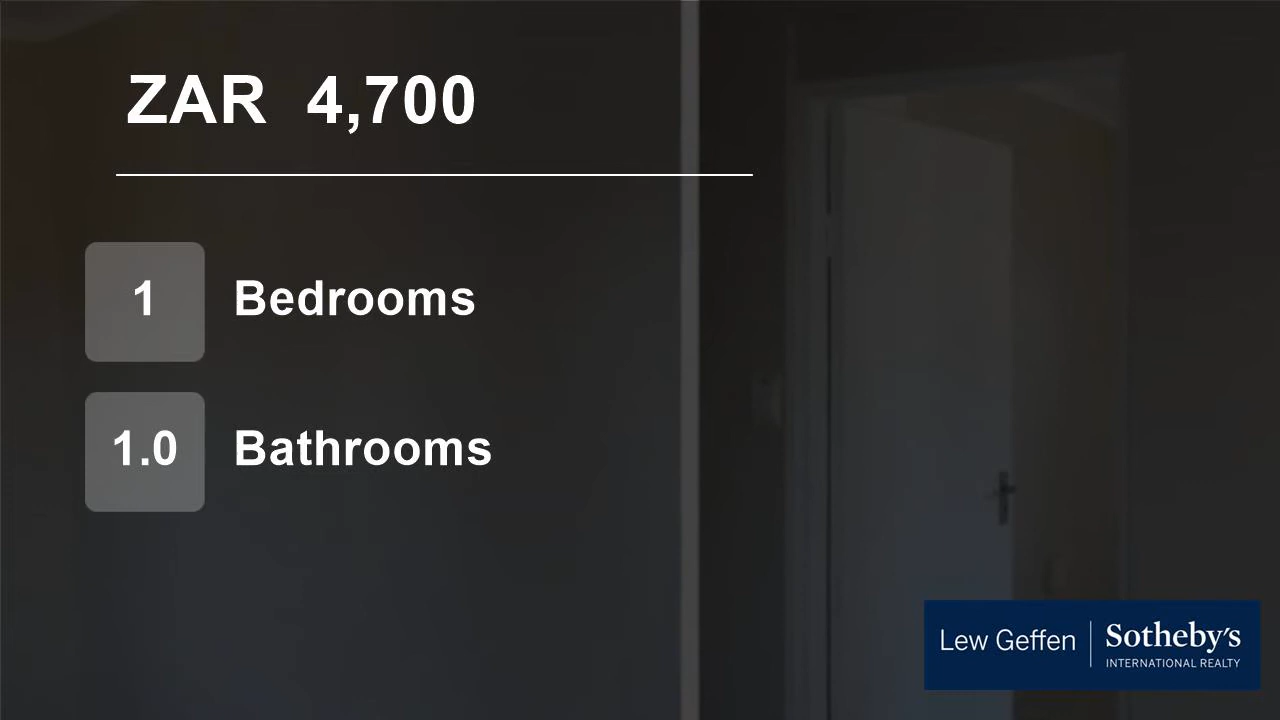 ZAR 4,700
1 Bedrooms
1.0 Bathrooms
Lew Geffen | Sotheby's
INTERNATIONAL REALTY